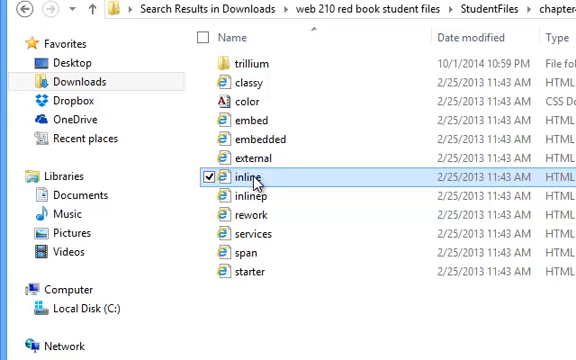 Search Results in Downloads ▸ web 210 red book student files ▸ StudentFiles ▸ chapter
Favorites
Desktop
Downloads
Dropbox
OneDrive
Recent places
Libraries
Documents
Music
Pictures
Videos
Computer
Local Disk (C:)
Network
Name Date modified Type
trillium 10/1/2014 10:59 PM File fol
classy 2/25/2013 11:43 AM HTML
color 2/25/2013 11:43 AM CSS Do
embed 2/25/2013 11:43 AM HTML
embedded 2/25/2013 11:43 AM HTML
external 2/25/2013 11:43 AM HTML
inline 2/25/2013 11:43 AM HTML
inlinep 2/25/2013 11:43 AM HTML
rework 2/25/2013 11:43 AM HTML
services 2/25/2013 11:43 AM HTML
span 2/25/2013 11:43 AM HTML
starter 2/25/2013 11:43 AM HTML